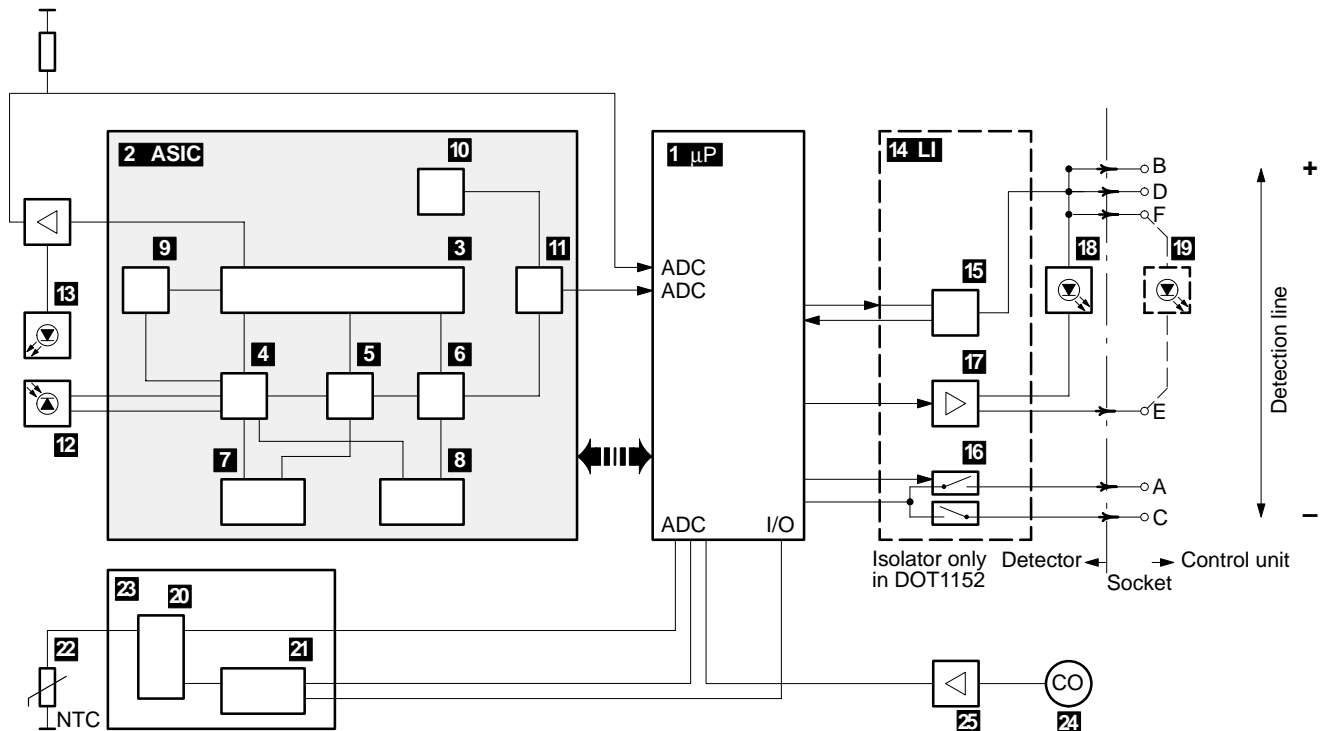 2 ASIC
10
1 μP
14 LI
B
+
D
F
9
3
11
18
19
13
ADC
ADC
15
4
5
6
17
Detection line
12
E
7
8
16
A
C
−
ADC
I/O
Isolator only
in DOT1152
Detector
Control unit
Socket
23
20
22
21
NTC
CO
25
24